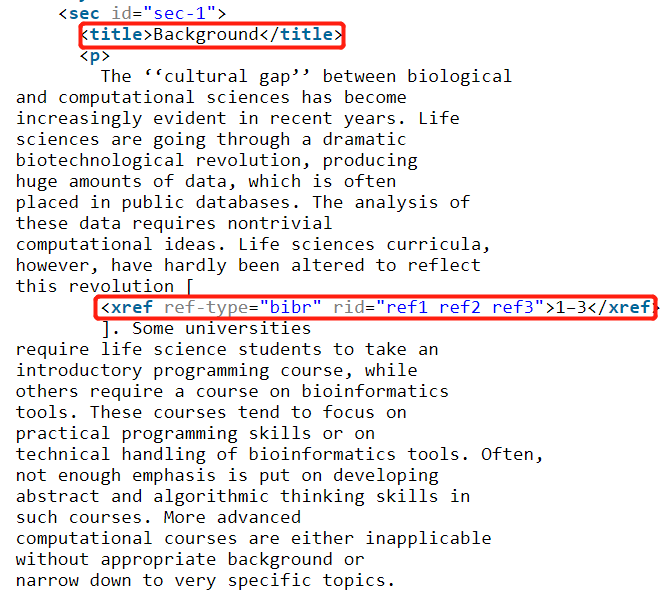 <sec id="sec-1">
<title>Background</title>
<p>
The ‘‘cultural gap’’ between biological
and computational sciences has become
increasingly evident in recent years. Life
sciences are going through a dramatic
biotechnological revolution, producing
huge amounts of data, which is often
placed in public databases. The analysis of
these data requires nontrivial
computational ideas. Life sciences curricula,
however, have hardly been altered to reflect
this revolution [
<xref ref-type="bibr" rid="ref1 ref2 ref3">1–3</xref>
]. Some universities
require life science students to take an
introductory programming course, while
others require a course on bioinformatics
tools. These courses tend to focus on
practical programming skills or on
technical handling of bioinformatics tools. Often,
not enough emphasis is put on developing
abstract and algorithmic thinking skills in
such courses. More advanced
computational courses are either inapplicable
without appropriate background or
narrow down to very specific topics.